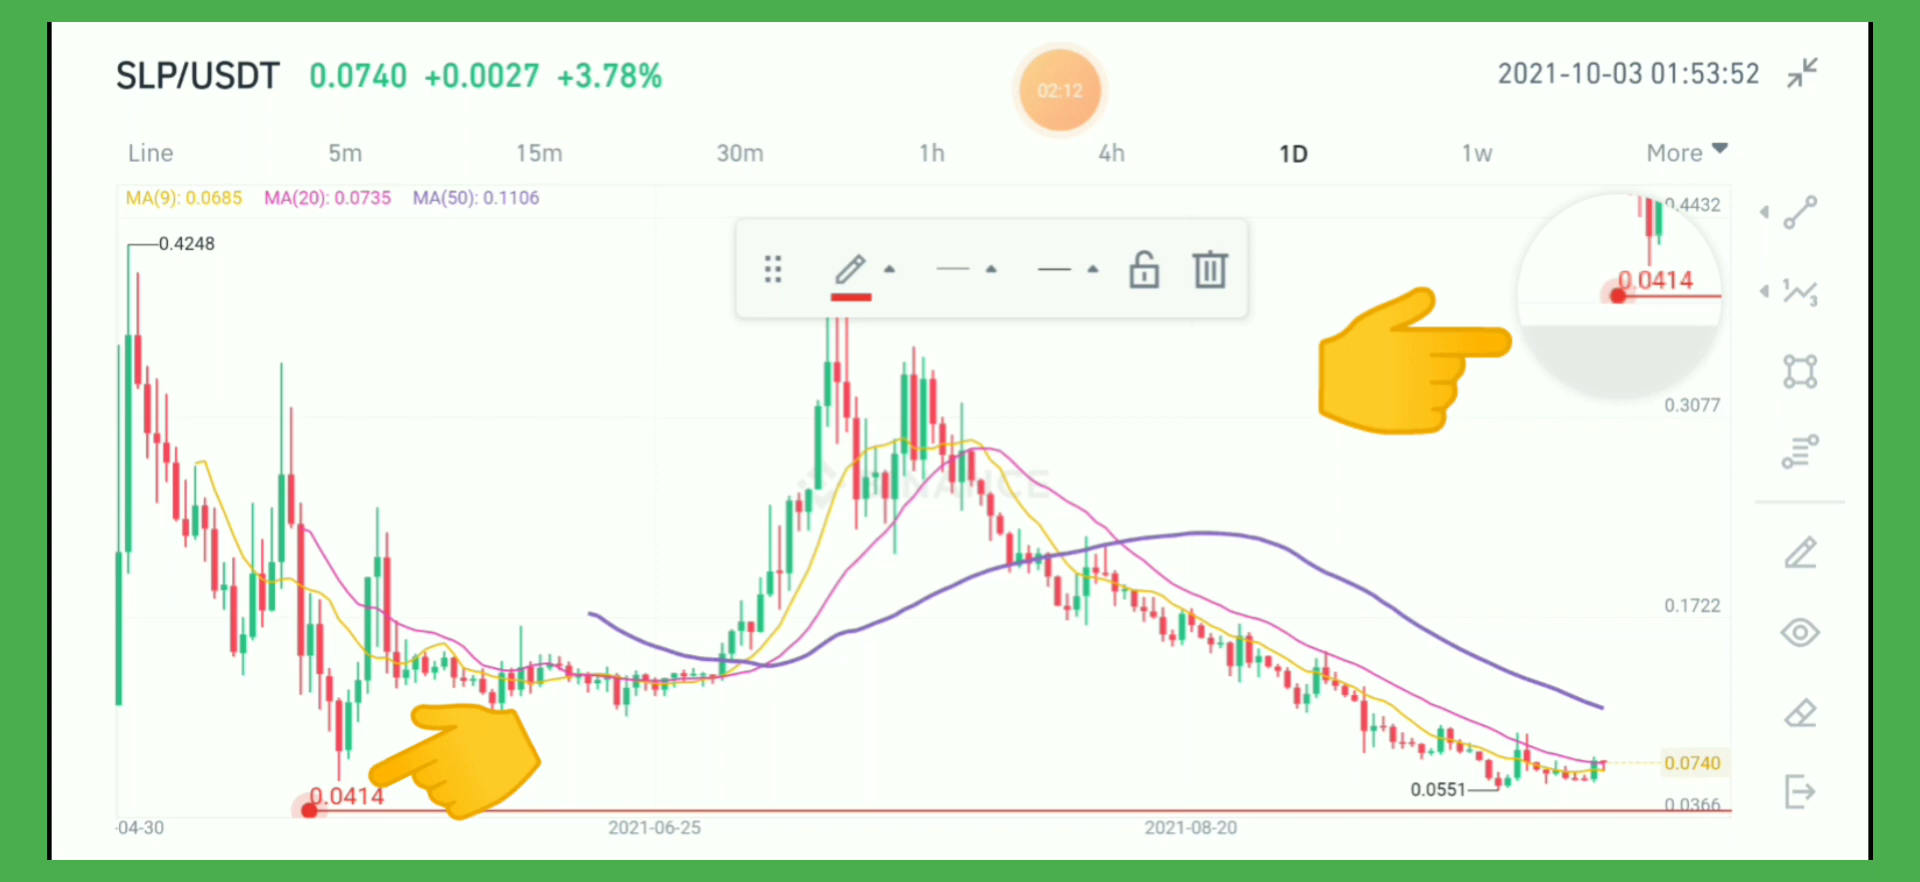 SLP/USDT 0.0740 +0.0027 +3.78% 02:12 2021-10-03 01:53:52
Line 5m 15m 30m 1h 4h 1D 1w More
MA(9): 0.0685 MA(20): 0.0735 MA(50): 0.1106
0.4432
0.4248
0.0414
0.3077
BINANCE
0.1722
0.0740
0.0551
0.0414
0.0366
-04-30 2021-06-25 2021-08-20